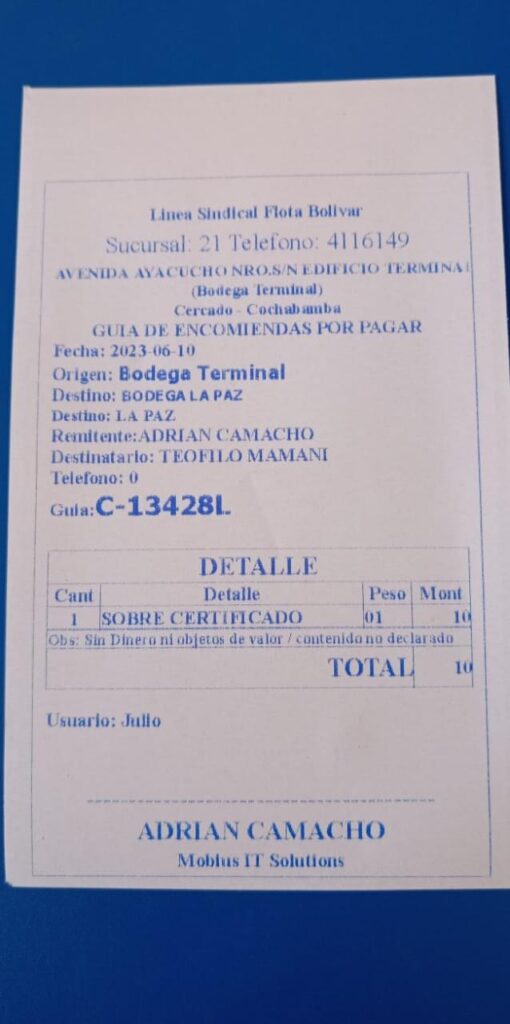 Linea Sindical Flota Bolivar
Sucursal: 21 Telefono: 4116149
AVENIDA AYACUCHO NRO.S/N EDIFICIO TERMINAL
(Bodega Terminal)
Cercado - Cochabamba
GUIA DE ENCOMIENDAS POR PAGAR
Fecha: 2023-06-10
Origen: Bodega Terminal
Destino: BODEGA LA PAZ
Destino: LA PAZ
Remitente:ADRIAN CAMACHO
Destinatario: TEOFILO MAMANI
Telefono: 0
Guia:C-13428L
DETALLE
Cant Detalle Peso Mont
1 SOBRE CERTIFICADO 01 10
Obs: Sin Dinero ni objetos de valor / contenido no declarado
TOTAL 10
Usuario: Julio
ADRIAN CAMACHO
Mobius IT Solutions